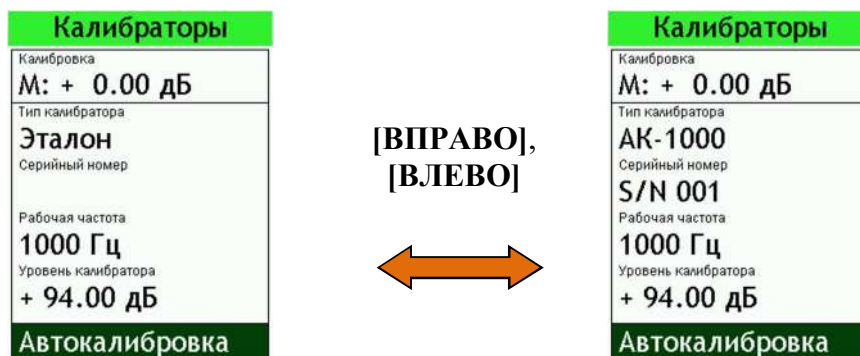 Калибраторы
Калибровка
М: + 0.00 дБ
Тип калибратора
Эталон
Серийный номер
Рабочая частота
1000 Гц
Уровень калибратора
+ 94.00 дБ
Автокалибровка
[ВПРАВО],
[ВЛЕВО]
Калибраторы
Калибровка
М: + 0.00 дБ
Тип калибратора
АК-1000
Серийный номер
S/N 001
Рабочая частота
1000 Гц
Уровень калибратора
+ 94.00 дБ
Автокалибровка